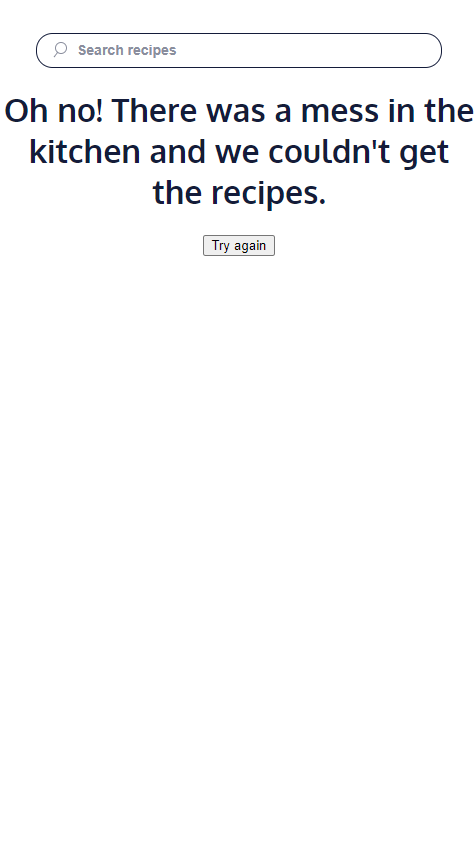 Search recipes
Oh no! There was a mess in the
kitchen and we couldn't get
the recipes.
Try again